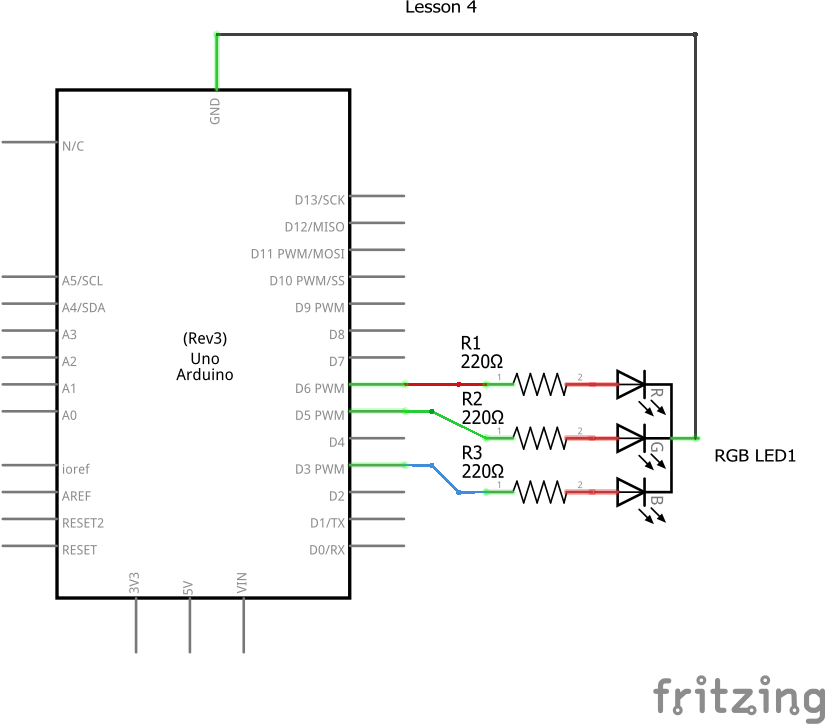 Lesson 4
GND
N/C
D13/SCK
D12/MISO
D11 PWM/MOSI
A5/SCL
D10 PWM/SS
A4/SDA
D9 PWM
A3
(Rev3)
D8
A2
Uno
D7
Arduino
A1
D6 PWM
A0
D5 PWM
D4
ioref
D3 PWM
AREF
D2
RESET2
D1/TX
RESET
D0/RX
3V3
5V
VIN
R1
220Ω
1
2
R
R2
220Ω
1
2
G
R3
220Ω
1
2
B
RGB LED1
fritzing